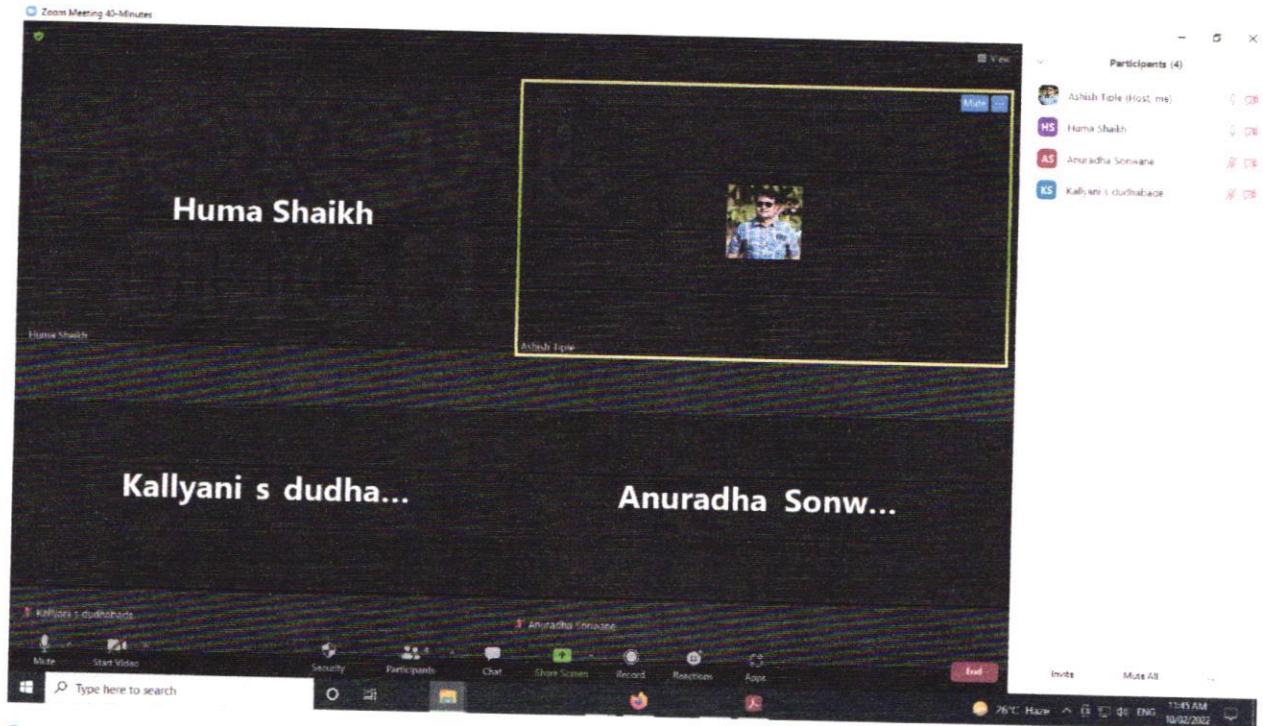 Zoom Meeting 40-Minutes
View
Participants (4)
Mute
Ashish Tiple (Host, me)
HS Huma Shaikh
AS Anuradha Sonwane
KS Kallyani s dudhabade
Huma Shaikh
Huma Shaikh
Ashish Tiple
Kallyani s dudha...
Anuradha Sonw...
Kallyani s dudhabade
Anuradha Sonwane
Mute
Start Video
Security
Participants
4
Chat
Share Screen
Record
Reactions
Apps
End
Invite
Mute All
Type here to search
26°C Haze
ENG
11:45 AM
10/02/2022